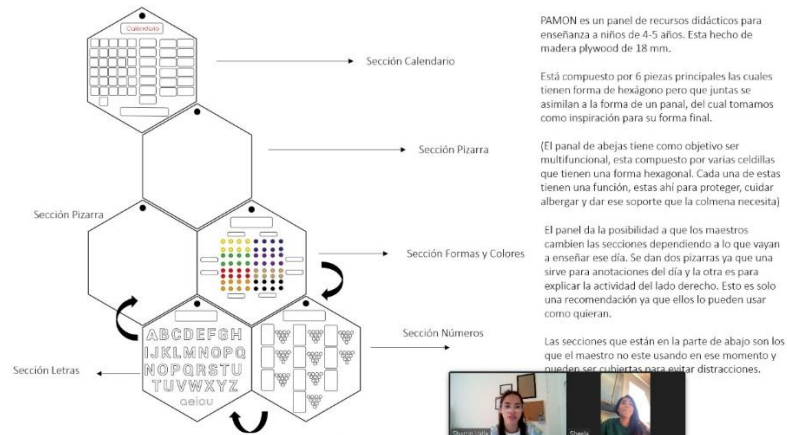 Calendario
Sección Calendario
Sección Pizarra
Sección Pizarra
Sección Formas y Colores
Sección Números
Sección Letras
ABCDEFGH
IJKLMNOPQ
NOPQRSTU
TUVWXYZ
aeiou
PAMON es un panel de recursos didácticos para
enseñanza a niños de 4-5 años. Esta hecho de
madera plywood de 18 mm.
Está compuesto por 6 piezas principales las cuales
tienen forma de hexágono pero que juntas se
asimilan a la forma de un panal, del cual tomamos
como inspiración para su forma final.
(El panal de abejas tiene como objetivo ser
multifuncional, esta compuesto por varias celdillas
que tienen una forma hexagonal. Cada una de estas
tienen una función, estas ahí para proteger, cuidar
albergar y dar ese soporte que la colmena necesita)
El panel da la posibilidad a que los maestros
cambien las secciones dependiendo a lo que vayan
a enseñar ese día. Se dan dos pizarras ya que una
sirve para anotaciones del día y la otra es para
explicar la actividad del lado derecho. Esto es solo
una recomendación ya que ellos lo pueden usar
como quieran.
Las secciones que están en la parte de abajo son los
que el maestro no este usando en ese momento y
pueden ser cubiertas para evitar distracciones.